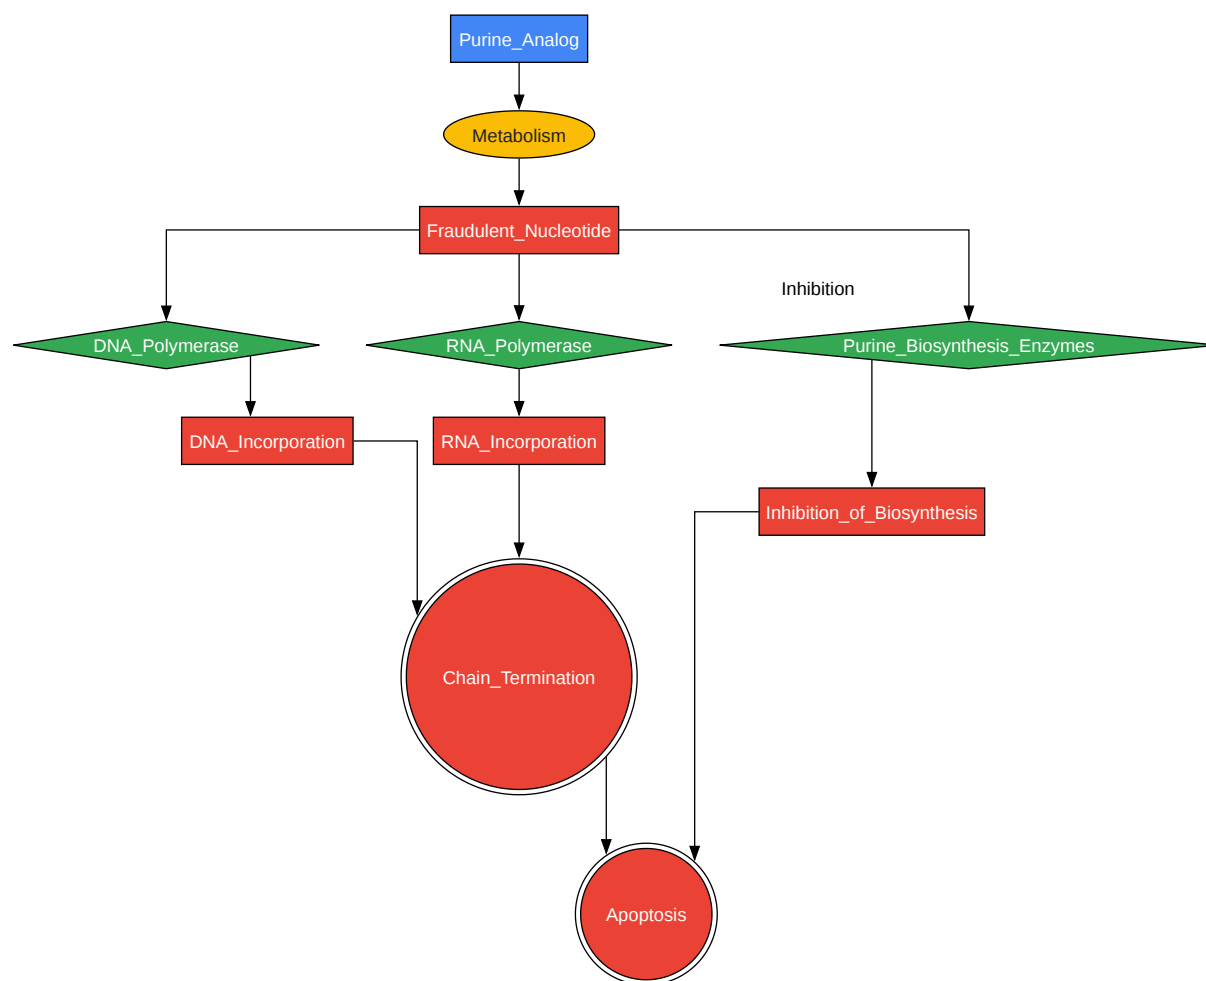 Purine_Analog
Metabolism
Fraudulent_Nucleotide
Inhibition
DNA_Polymerase
RNA_Polymerase
Purine_Biosynthesis_Enzymes
DNA_Incorporation
RNA_Incorporation
Inhibition_of_Biosynthesis
Chain_Termination
Apoptosis